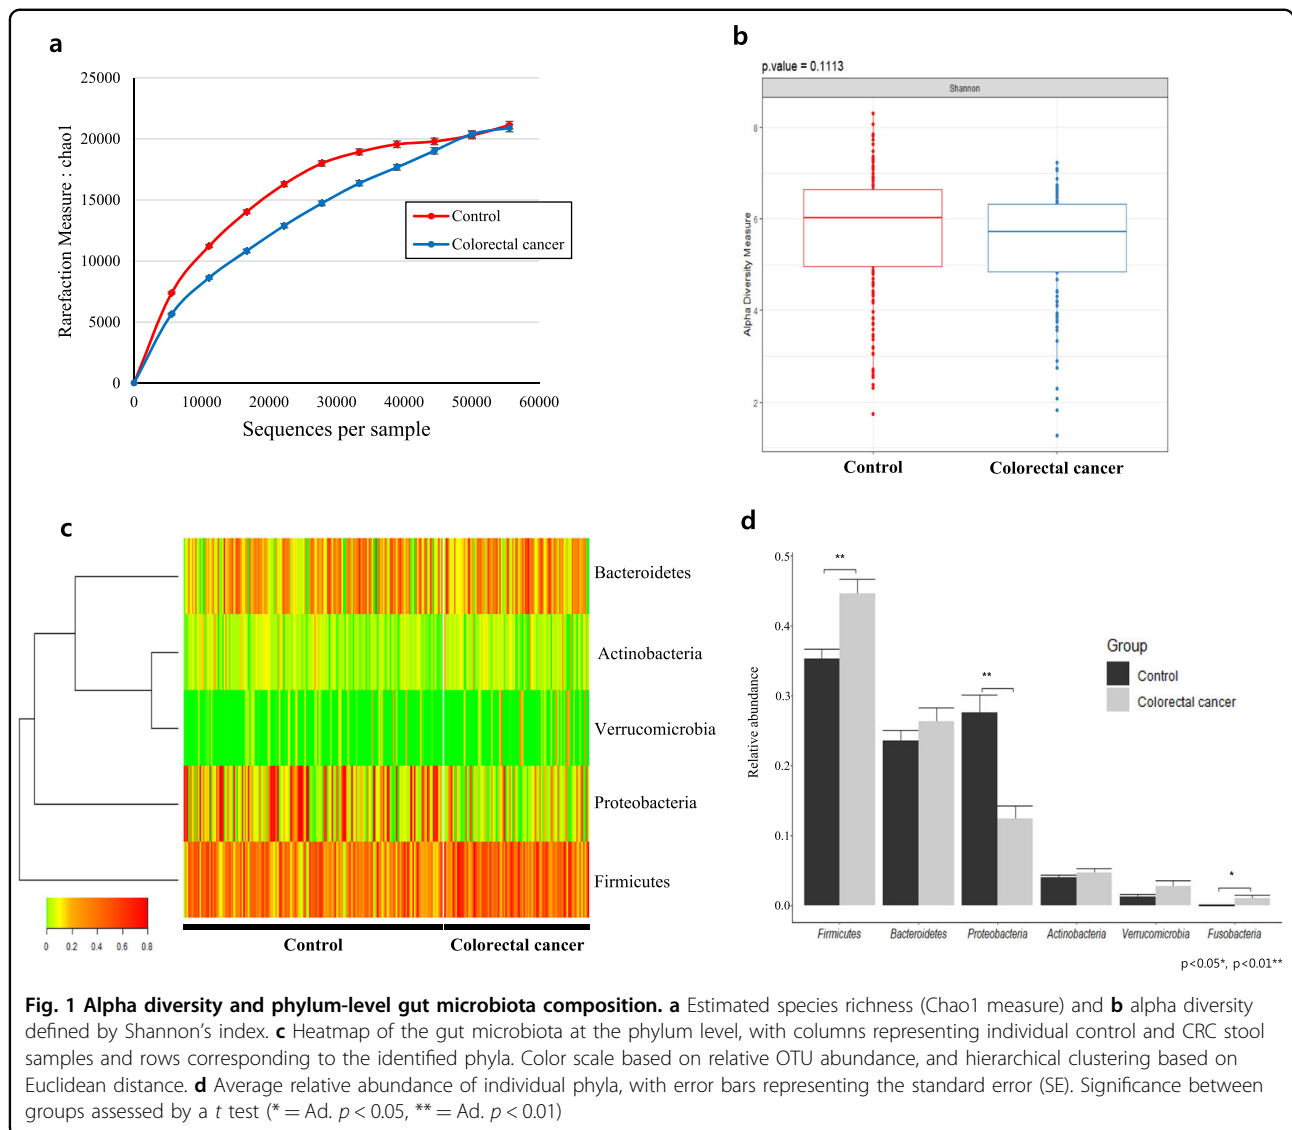 a
25000
20000
15000
10000
5000
0
Rarefaction Measure : chao1
0 10000 20000 30000 40000 50000 60000
Sequences per sample
Control
Colorectal cancer
b
p.value = 0.1113
Shannon
8
6
4
2
Alpha Diversity Measure
Control Colorectal cancer
c
Bacteroidetes
Actinobacteria
Verrucomicrobia
Proteobacteria
Firmicutes
0 0.2 0.4 0.6 0.8
Control Colorectal cancer
d
0.5
0.4
0.3
0.2
0.1
0.0
Relative abundance
**
**
*
Group
Control
Colorectal cancer
Firmicutes Bacteroidetes Proteobacteria Actinobacteria Verrucomicrobia Fusobacteria
p<0.05*, p<0.01**
Fig. 1 Alpha diversity and phylum-level gut microbiota composition. a Estimated species richness (Chao1 measure) and b alpha diversity
defined by Shannon's index. c Heatmap of the gut microbiota at the phylum level, with columns representing individual control and CRC stool
samples and rows corresponding to the identified phyla. Color scale based on relative OTU abundance, and hierarchical clustering based on
Euclidean distance. d Average relative abundance of individual phyla, with error bars representing the standard error (SE). Significance between
groups assessed by a t test (* = Ad. p < 0.05, ** = Ad. p < 0.01)